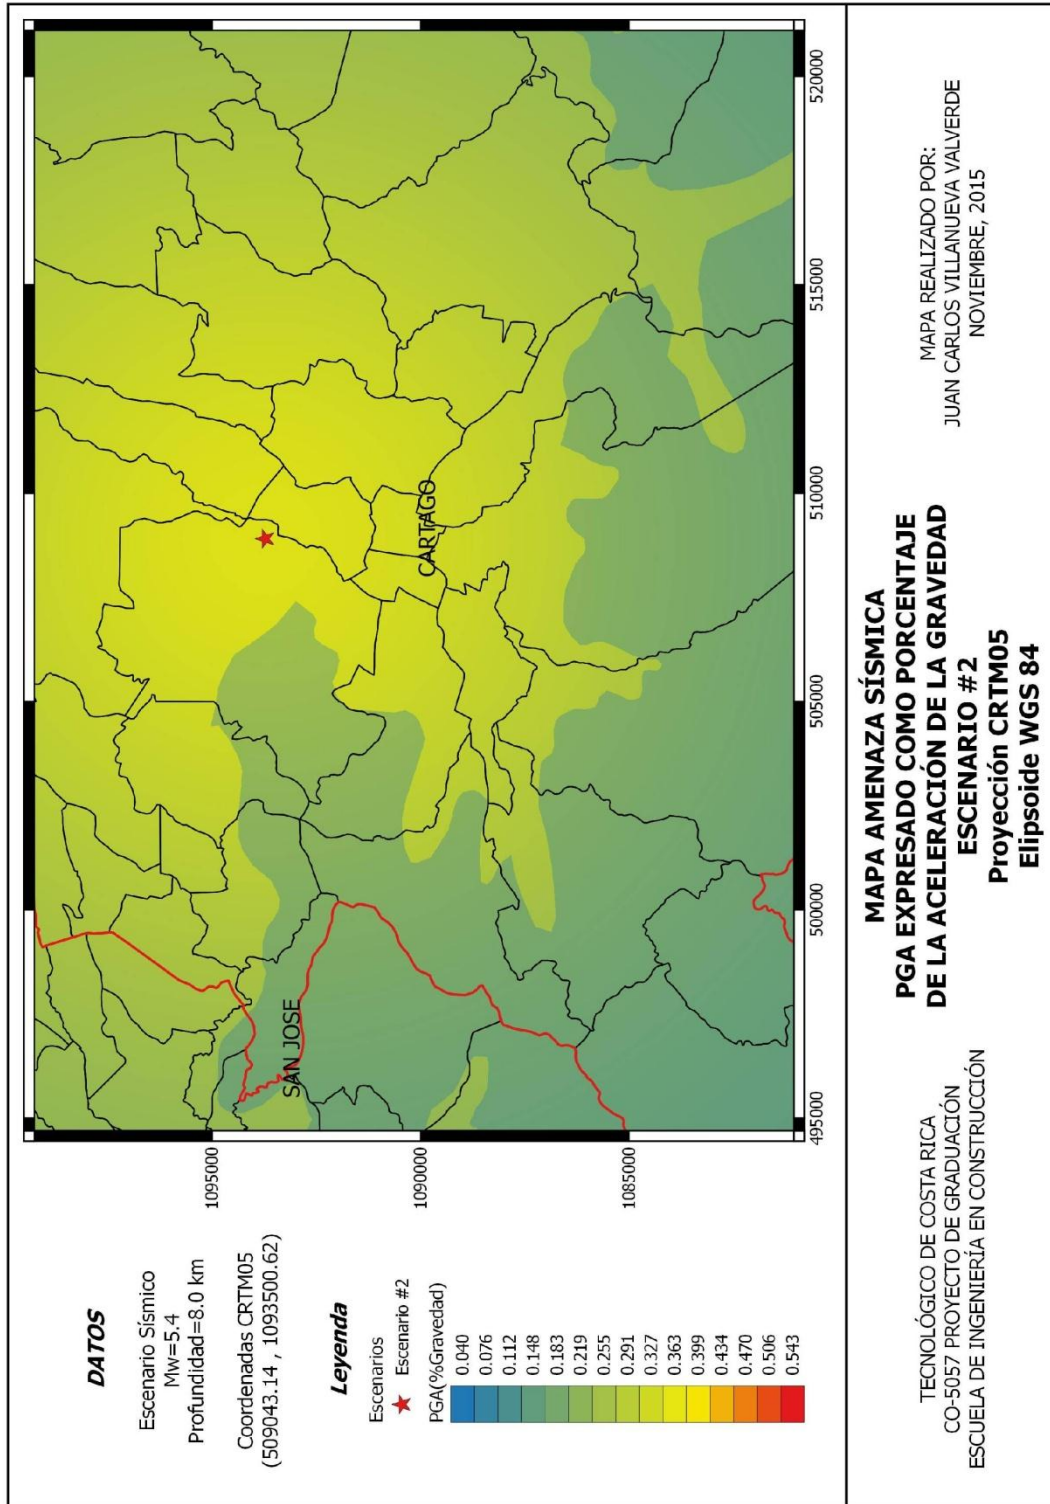 DATOS
Escenario Sísmico
Mw=5.4
Profundidad=8.0 km
Coordenadas CRTM05
(509043.14 , 1093500.62)
Leyenda
Escenarios
Escenario #2
PGA(%Gravedad)
0.040
0.076
0.112
0.148
0.183
0.219
0.255
0.291
0.327
0.363
0.399
0.434
0.470
0.506
0.543
1095000
1090000
1085000
SAN JOSE
CARTAGO
495000
500000
505000
510000
515000
520000
TECNOLÓGICO DE COSTA RICA
CO-5057 PROYECTO DE GRADUACIÓN
ESCUELA DE INGENIERÍA EN CONSTRUCCIÓN
MAPA AMENAZA SÍSMICA
PGA EXPRESADO COMO PORCENTAJE
DE LA ACELERACIÓN DE LA GRAVEDAD
ESCENARIO #2
Proyección CRTM05
Elipsoide WGS 84
MAPA REALIZADO POR:
JUAN CARLOS VILLANUEVA VALVERDE
NOVIEMBRE, 2015